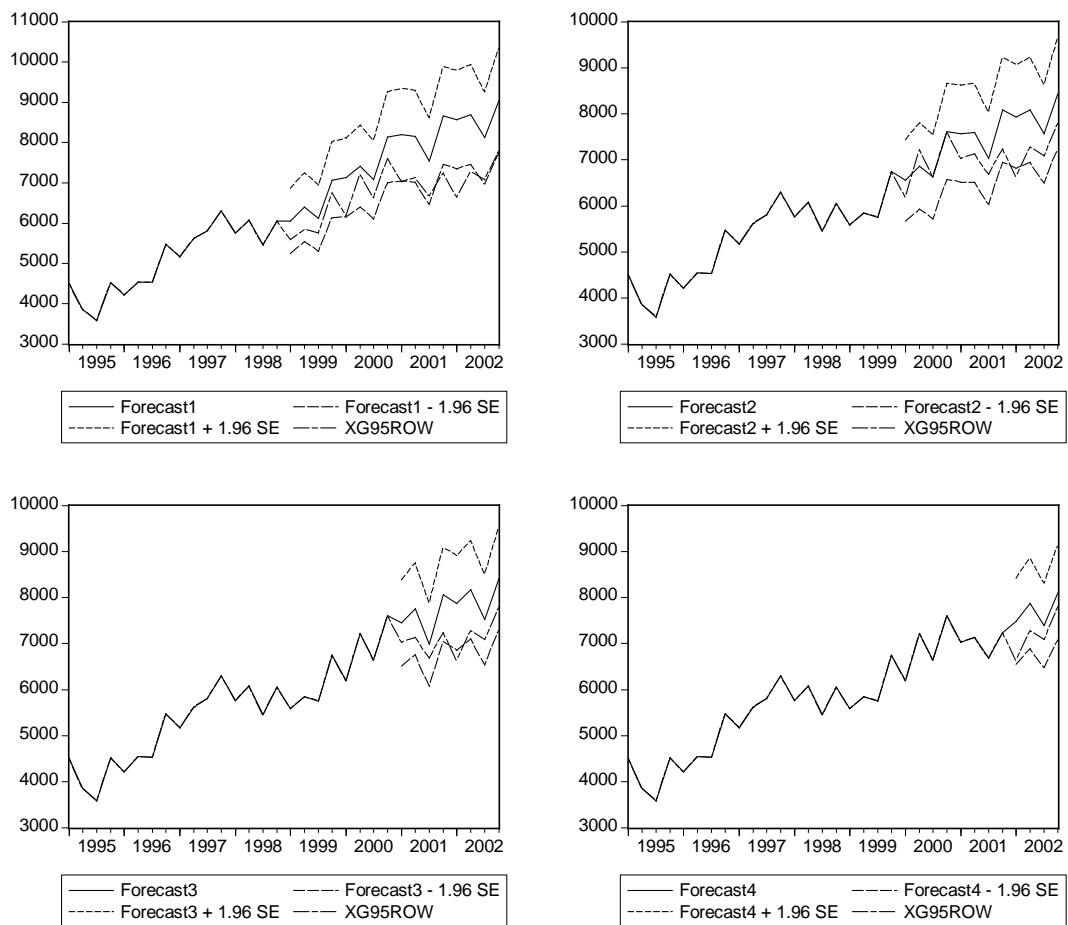 11000
10000
9000
8000
7000
6000
5000
4000
3000
1995 1996 1997 1998 1999 2000 2001 2002
Forecast1 Forecast1 - 1.96 SE
Forecast1 + 1.96 SE XG95ROW
10000
9000
8000
7000
6000
5000
4000
3000
1995 1996 1997 1998 1999 2000 2001 2002
Forecast2 Forecast2 - 1.96 SE
Forecast2 + 1.96 SE XG95ROW
10000
9000
8000
7000
6000
5000
4000
3000
1995 1996 1997 1998 1999 2000 2001 2002
Forecast3 Forecast3 - 1.96 SE
Forecast3 + 1.96 SE XG95ROW
10000
9000
8000
7000
6000
5000
4000
3000
1995 1996 1997 1998 1999 2000 2001 2002
Forecast4 Forecast4 - 1.96 SE
Forecast4 + 1.96 SE XG95ROW